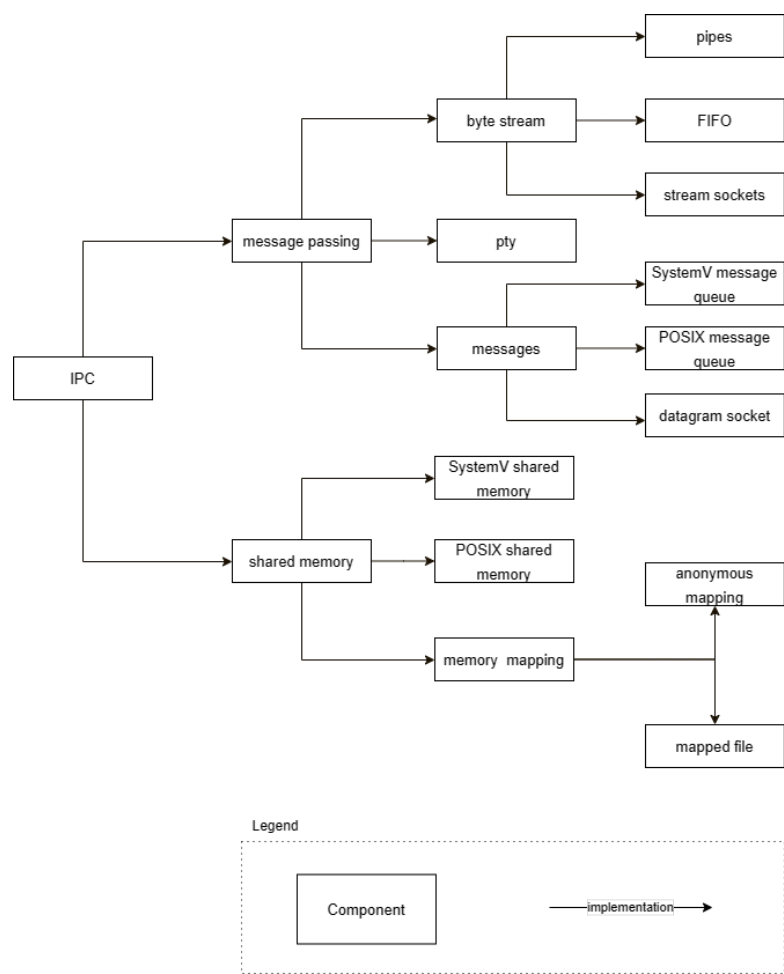 pipes
byte stream
FIFO
stream sockets
message passing
pty
SystemV message
queue
messages
POSIX message
queue
IPC
datagram socket
SystemV shared
memory
shared memory
POSIX shared
memory
anonymous
mapping
memory mapping
mapped file
Legend
Component
implementation